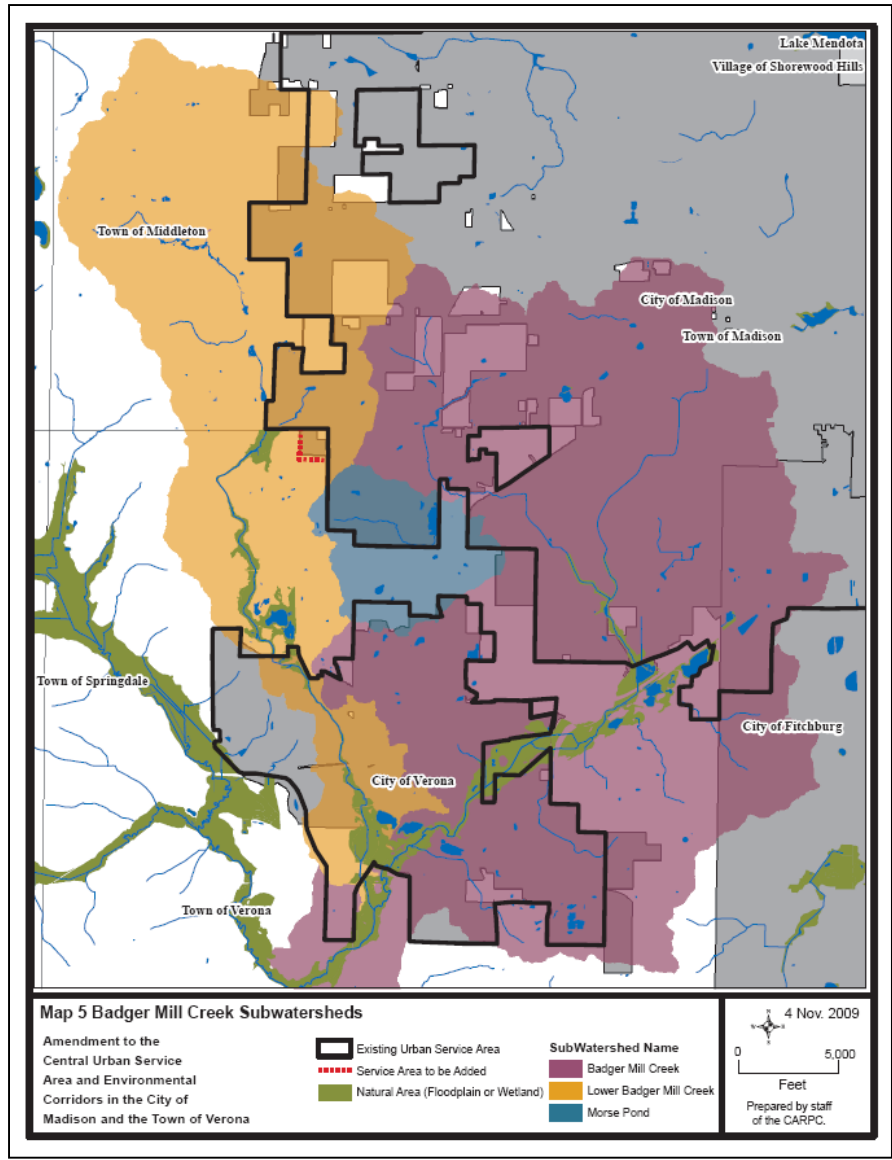 Lake Mendota
Village of Shorewood Hills
Town of Middleton
City of Madison
Town of Madison
Town of Springdale
City of Fitchburg
City of Verona
Town of Verona
Map 5 Badger Mill Creek Subwatersheds
Amendment to the
Central Urban Service
Area and Environmental
Corridors in the City of
Madison and the Town of Verona
Existing Urban Service Area
Service Area to be Added
Natural Area (Floodplain or Wetland)
SubWatershed Name
Badger Mill Creek
Lower Badger Mill Creek
Morse Pond
4 Nov. 2009
N
W E
S
0 5,000
Feet
Prepared by staff
of the CARPC.